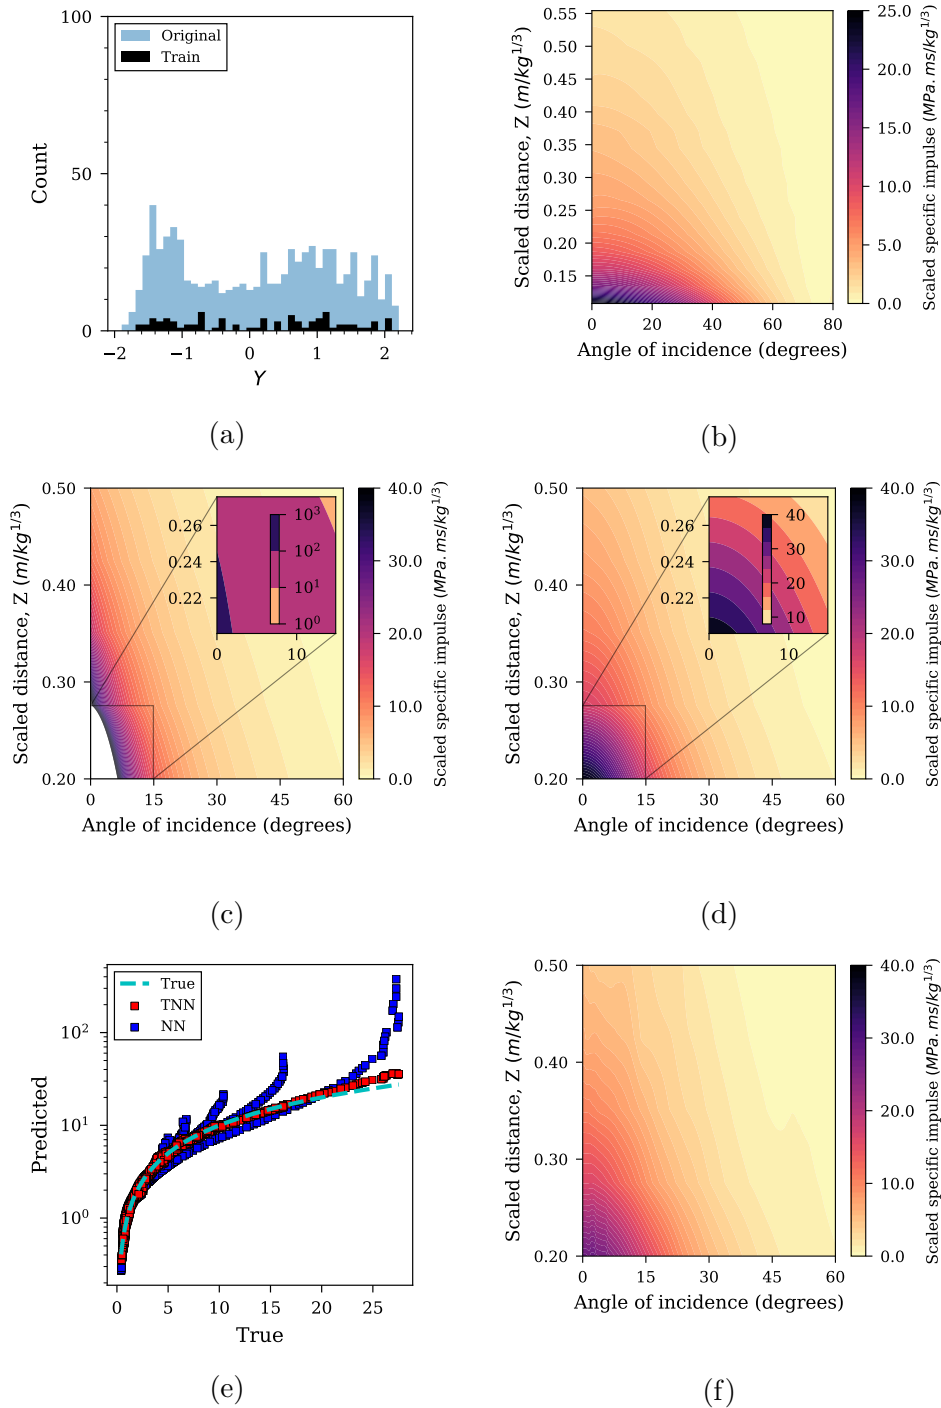 100
50
0
Count
Original
Train
−2 −1 0 1 2
Y
(a)
0.55
0.50
0.45
0.40
0.35
0.30
0.25
0.20
0.15
Scaled distance, Z (m/kg^{1/3})
0 20 40 60 80
Angle of incidence (degrees)
25.0
20.0
15.0
10.0
5.0
0.0
Scaled specific impulse (MPa.ms/kg^{1/3})
(b)
0.50
0.40
0.30
0.20
Scaled distance, Z (m/kg^{1/3})
0.26
0.24
0.22
0 10
10^3
10^2
10^1
10^0
0 15 30 45 60
Angle of incidence (degrees)
40.0
30.0
20.0
10.0
0.0
Scaled specific impulse (MPa.ms/kg^{1/3})
(c)
0.50
0.40
0.30
0.20
Scaled distance, Z (m/kg^{1/3})
0.26
0.24
0.22
0 10
40
30
20
10
0 15 30 45 60
Angle of incidence (degrees)
40.0
30.0
20.0
10.0
0.0
Scaled specific impulse (MPa.ms/kg^{1/3})
(d)
True
TNN
NN
10^2
10^1
10^0
Predicted
0 5 10 15 20 25
True
(e)
0.50
0.40
0.30
0.20
Scaled distance, Z (m/kg^{1/3})
0 15 30 45 60
Angle of incidence (degrees)
40.0
30.0
20.0
10.0
0.0
Scaled specific impulse (MPa.ms/kg^{1/3})
(f)